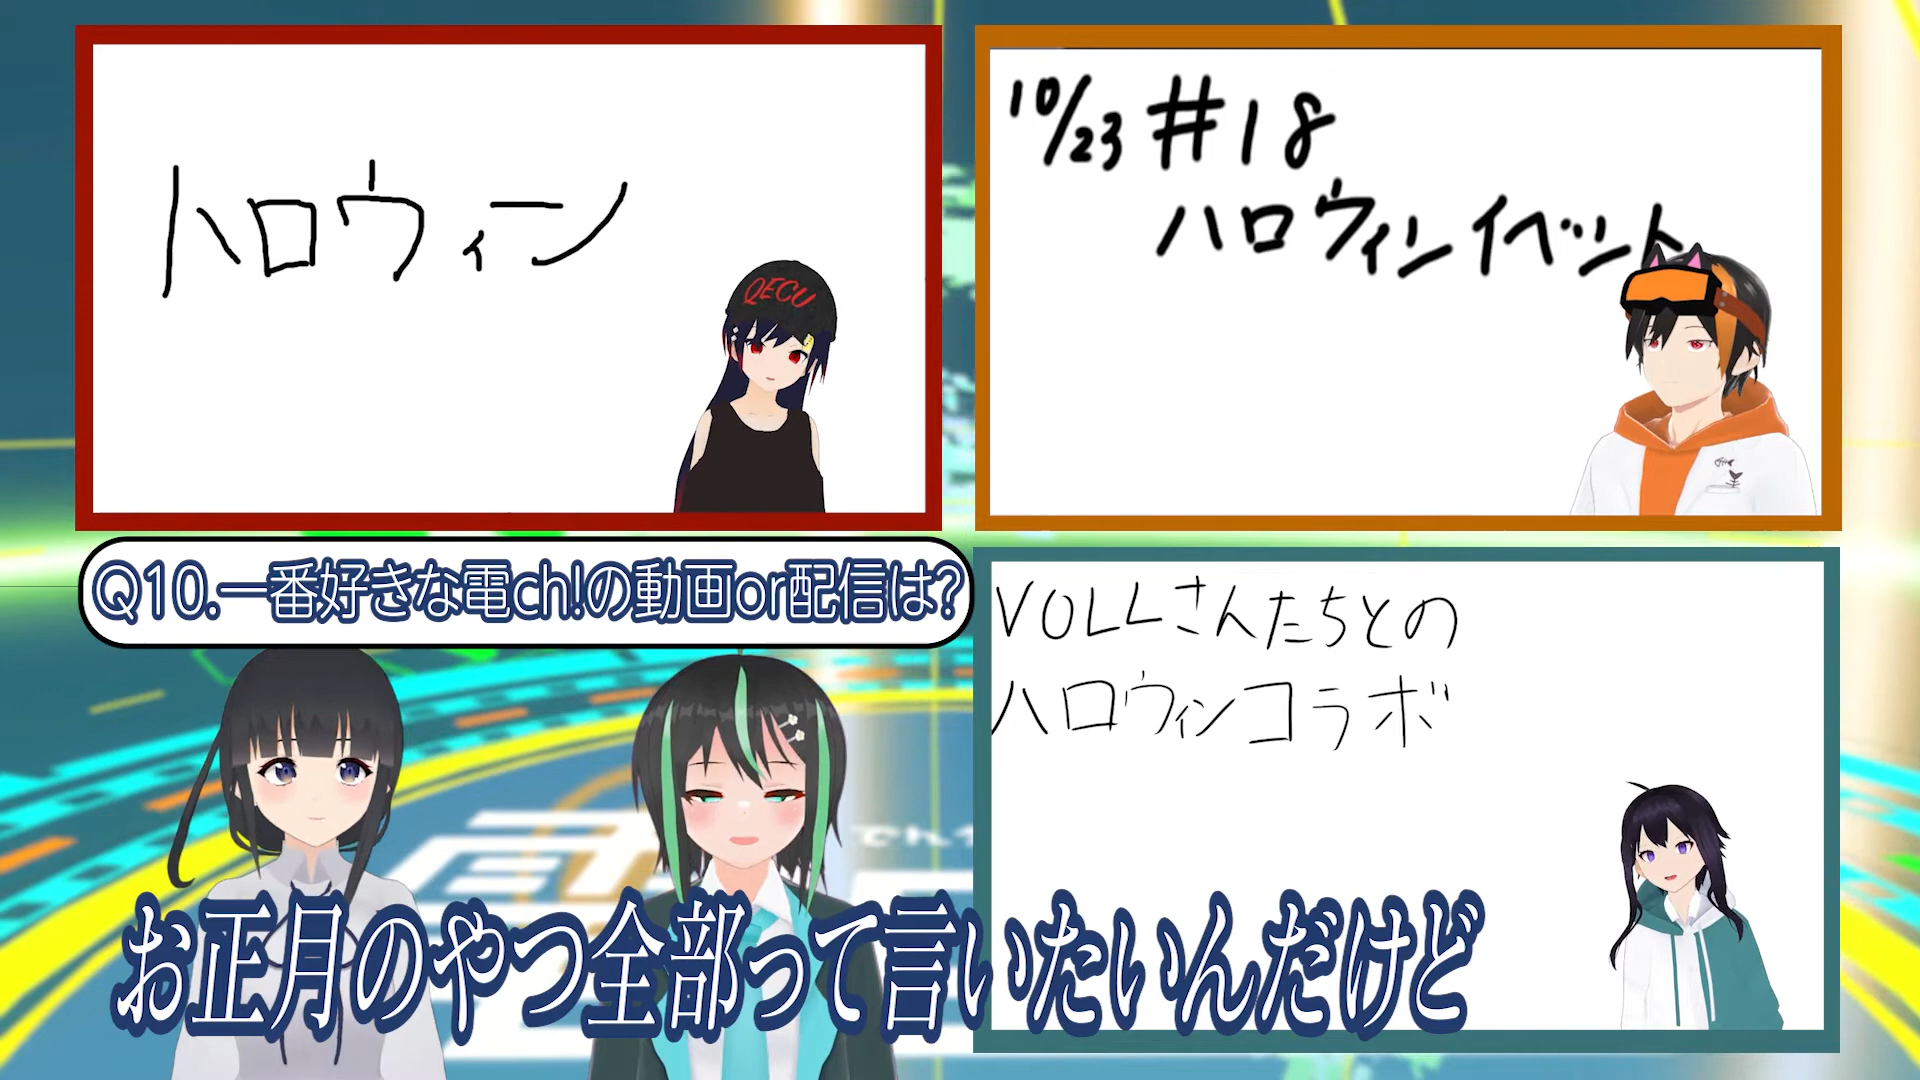 ハロウィン
QECU
10/23 #18
ハロウィンイベント
Q10.一番好きな電ch!の動画or配信は?
VOLLさんたちとの
ハロウィンコラボ
お正月のやつ全部って言いたいんだけど